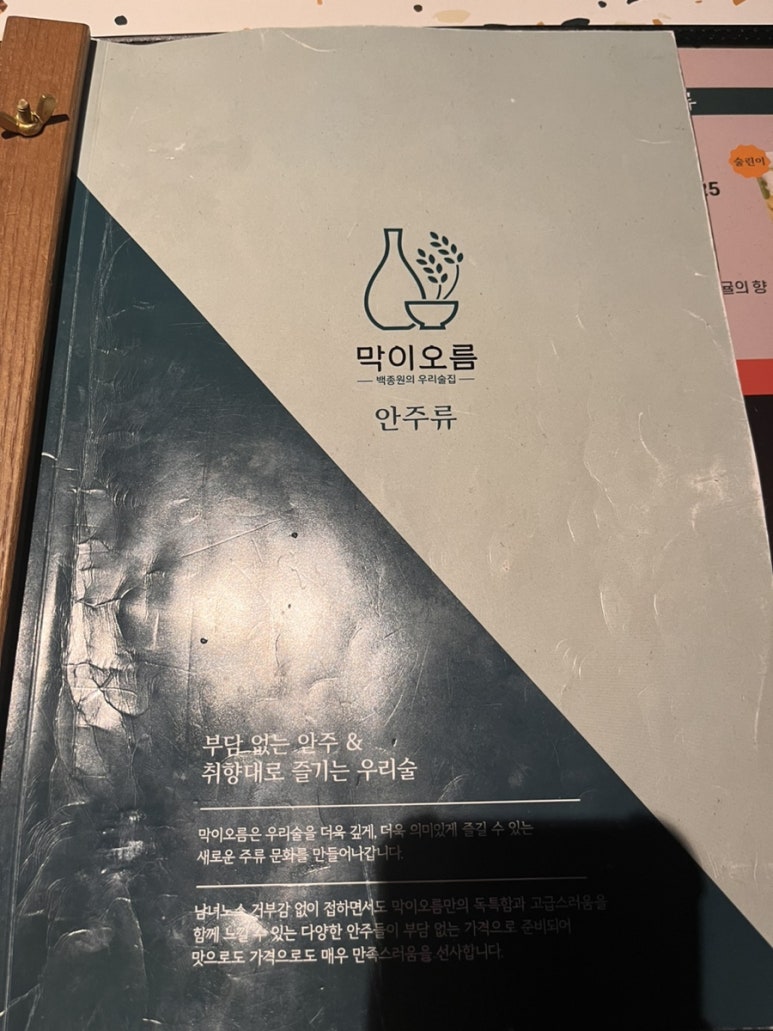 막이오름
백종원의 우리술집
안주류
술린이
25
귤의 향
부담 없는 안주 &
취향대로 즐기는 우리술
막이오름은 우리술을 더욱 깊게, 더욱 의미있게 즐길 수 있는
새로운 주류 문화를 만들어나갑니다.
남녀노소 거부감 없이 접하면서도 막이오름만의 독특함과 고급스러움을
함께 느낄 수 있는 다양한 안주들이 부담 없는 가격으로 준비되어
맛으로도 가격으로도 매우 만족스러움을 선사합니다.